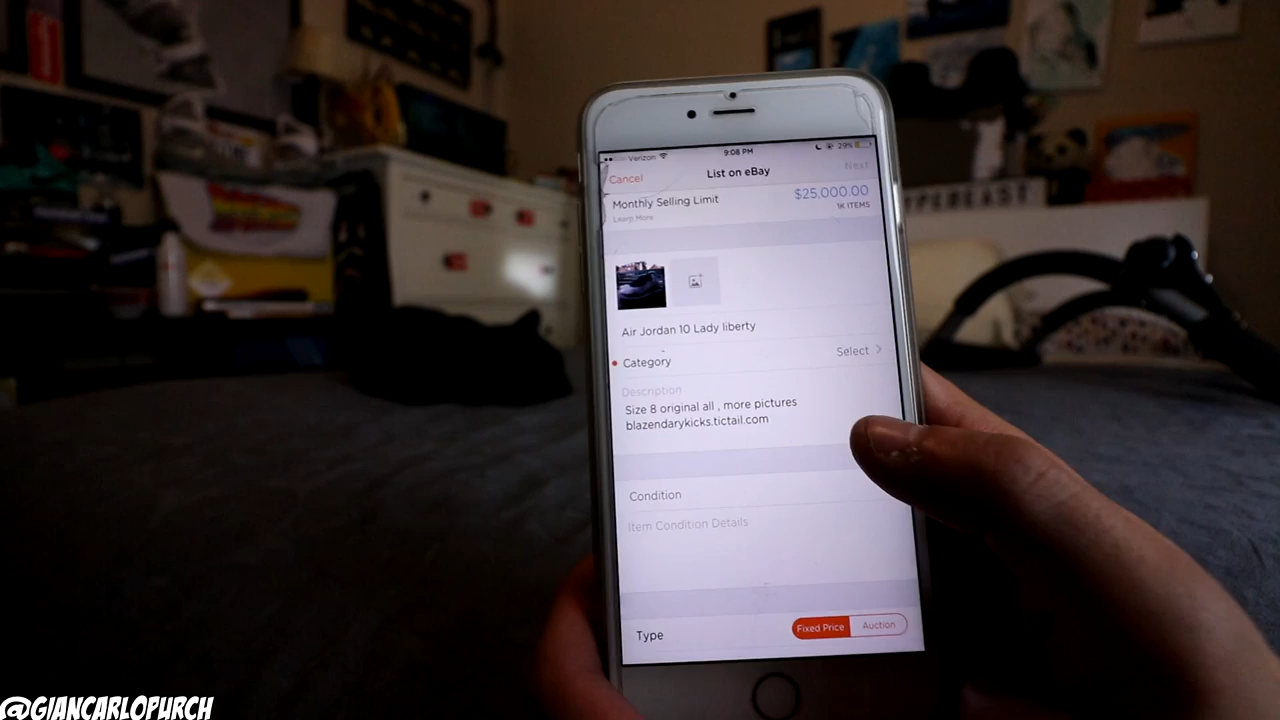 Verizon
9:08 PM
29%
Cancel
List on eBay
Next
Monthly Selling Limit
$25,000.00
Learn More
1K ITEMS
Air Jordan 10 Lady liberty
Category
Select
Description
Size 8 original all , more pictures
blazendarykicks.tictail.com
Condition
Item Condition Details
Type
Fixed Price
Auction
YPEBEAST
@GIANCARLOPURCH